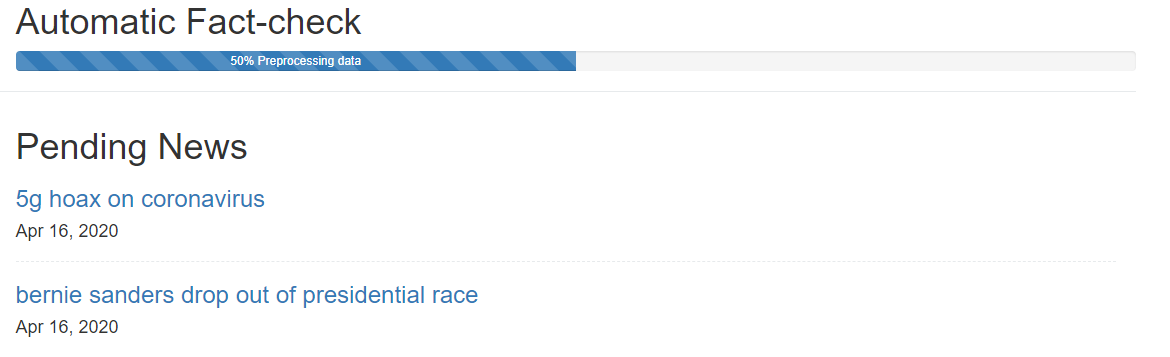 Automatic Fact-check
50% Preprocessing data
Pending News
5g hoax on coronavirus
Apr 16, 2020
bernie sanders drop out of presidential race
Apr 16, 2020